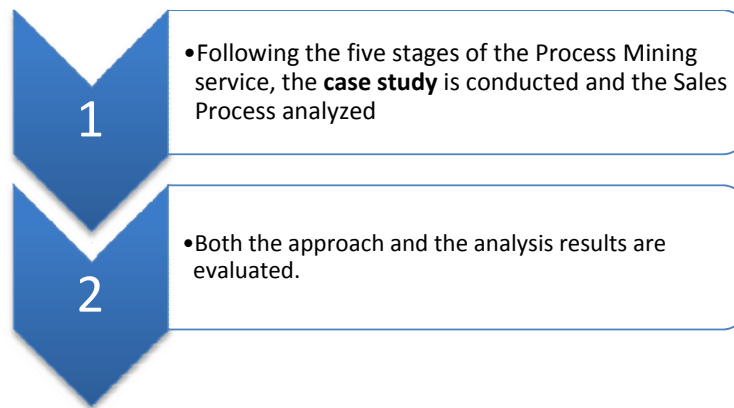 1
•Following the five stages of the Process Mining
service, the case study is conducted and the Sales
Process analyzed
2
•Both the approach and the analysis results are
evaluated.